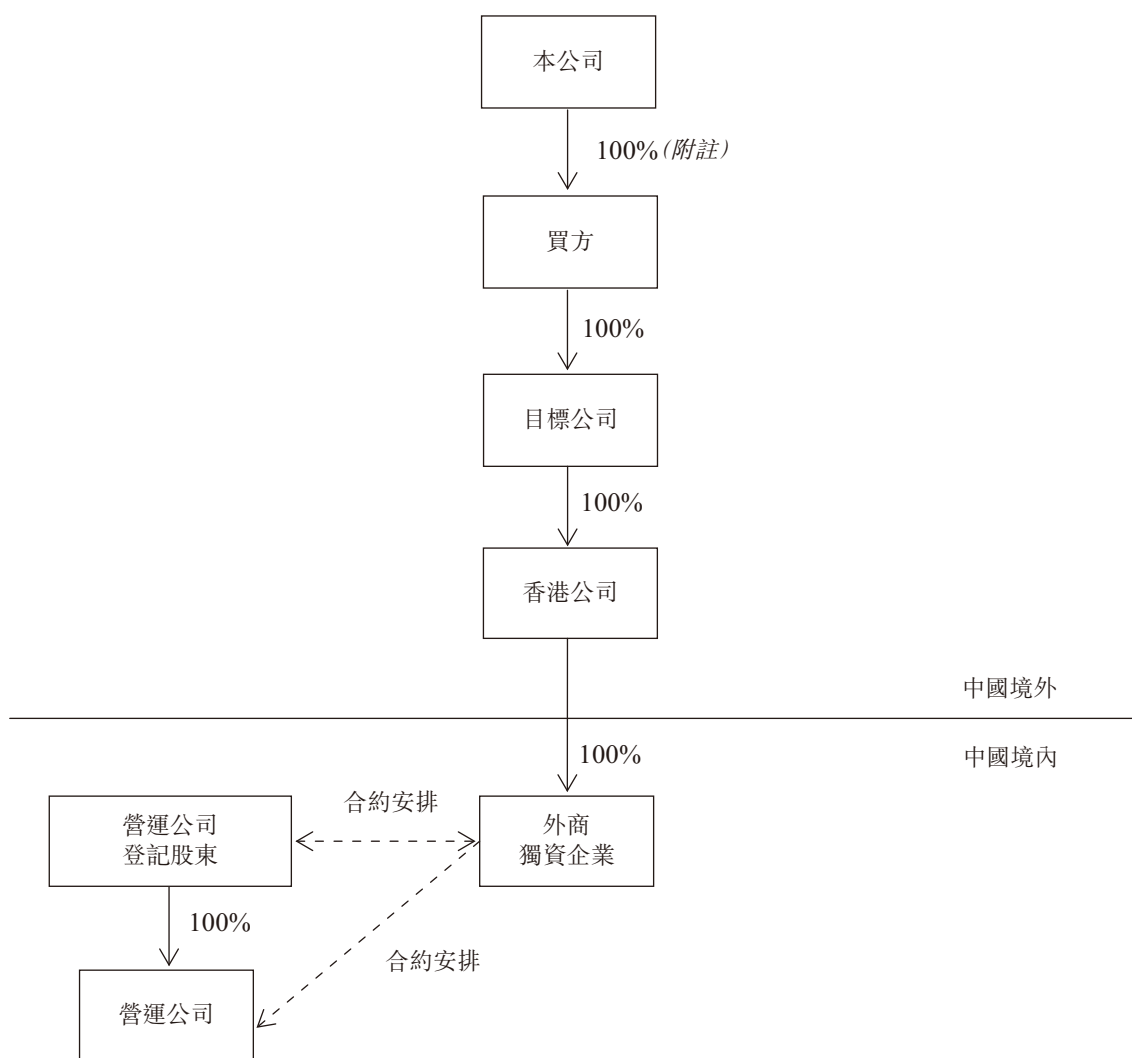 本公司
100%(附註)
買方
100%
目標公司
100%
香港公司
中國境外
100%
中國境內
合約安排
營運公司
登記股東
外商
獨資企業
100%
合約安排
營運公司